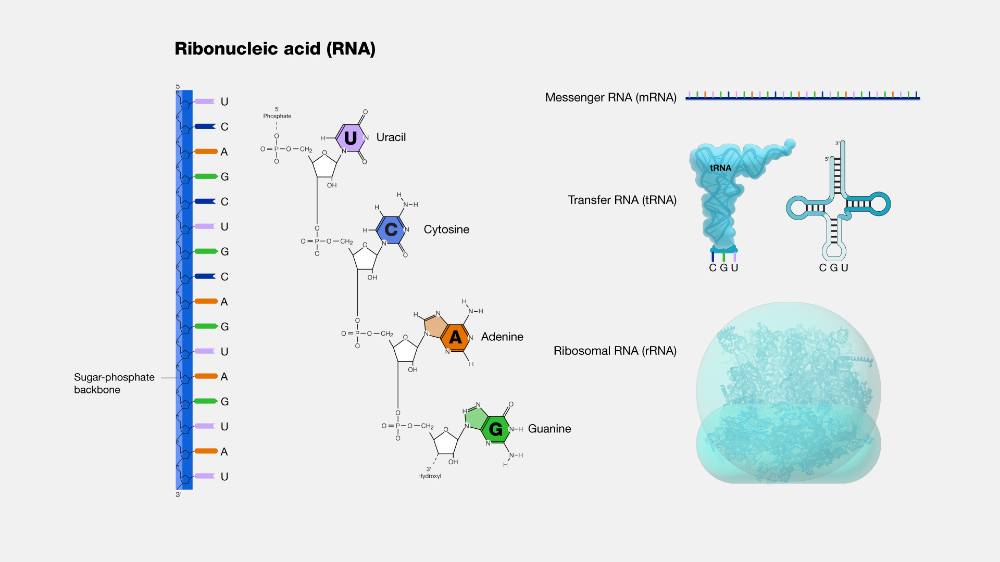 Ribonucleic acid (RNA)
5'
U
C
A
G
C
U
G
C
A
G
U
A
G
U
A
U
3'
Sugar-phosphate
backbone
5'
Phosphate
O
O=P—O—CH2
O
O
OH
H
O
N
N
O
U
Uracil
O
O=P—O—CH2
O
O
OH
H
N—H
H
H
N
N
O
C
Cytosine
O
O=P—O—CH2
O
O
OH
H
N—H
H
N
N
N
N
H
A
Adenine
O
O=P—O—CH2
O
O
OH
H
N
O
N
N—H
N
N—H
H
G
Guanine
3'
Hydroxyl
Messenger RNA (mRNA)
Transfer RNA (tRNA)
tRNA
C G U
3'
5'
C G U
Ribosomal RNA (rRNA)